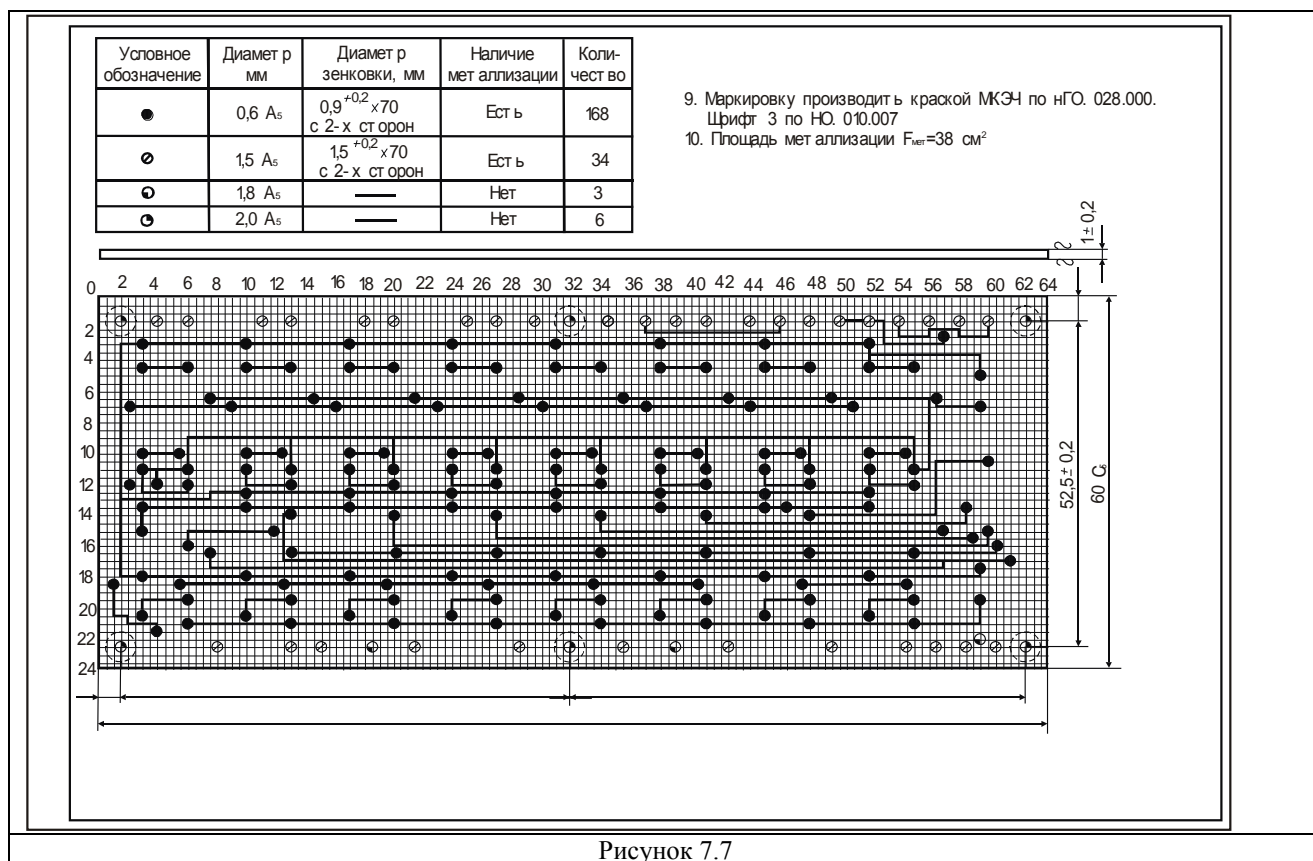 Условное обозначение Диаметр мм Диаметр зенковки, мм Наличие металлизации Количество
0,6 А5 0,9 +0,2 х70 с 2-х сторон Есть 168
1,5 А5 1,5 +0,2 х70 с 2-х сторон Есть 34
1,8 А5 Нет 3
2,0 А5 Нет 6
9. Маркировку производить краской МКЭЧ по нГО. 028.000.
Шрифт 3 по НО. 010.007
10. Площадь металлизации Fмет=38 см²
1± 0,2
0 2 4 6 8 10 12 14 16 18 20 22 24 26 28 30 32 34 36 38 40 42 44 46 48 50 52 54 56 58 60 62 64
2
4
6
8
10
12
14
16
18
20
22
24
52,5± 0,2
60
Рисунок 7.7